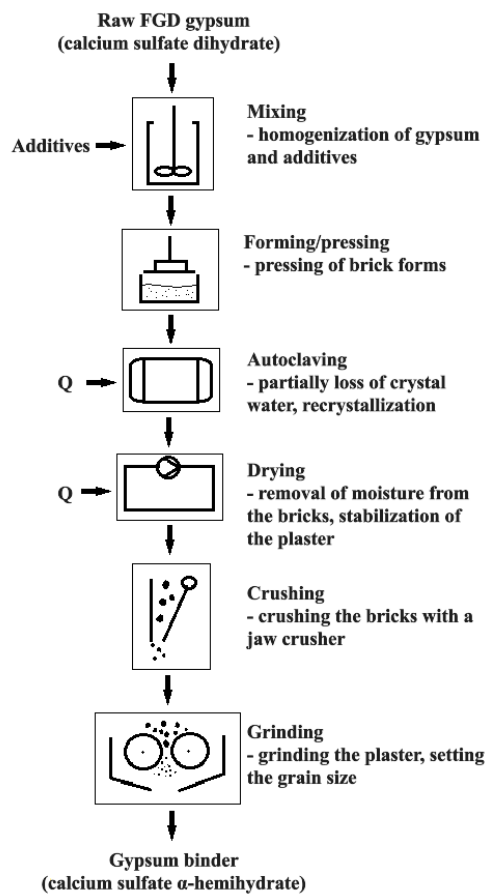 Raw FGD gypsum
(calcium sulfate dihydrate)
Additives
Mixing
- homogenization of gypsum
and additives
Forming/pressing
- pressing of brick forms
Q
Autoclaving
- partially loss of crystal
water, recrystallization
Q
Drying
- removal of moisture from
the bricks, stabilization of
the plaster
Crushing
- crushing the bricks with a
jaw crusher
Grinding
- grinding the plaster, setting
the grain size
Gypsum binder
(calcium sulfate α-hemihydrate)